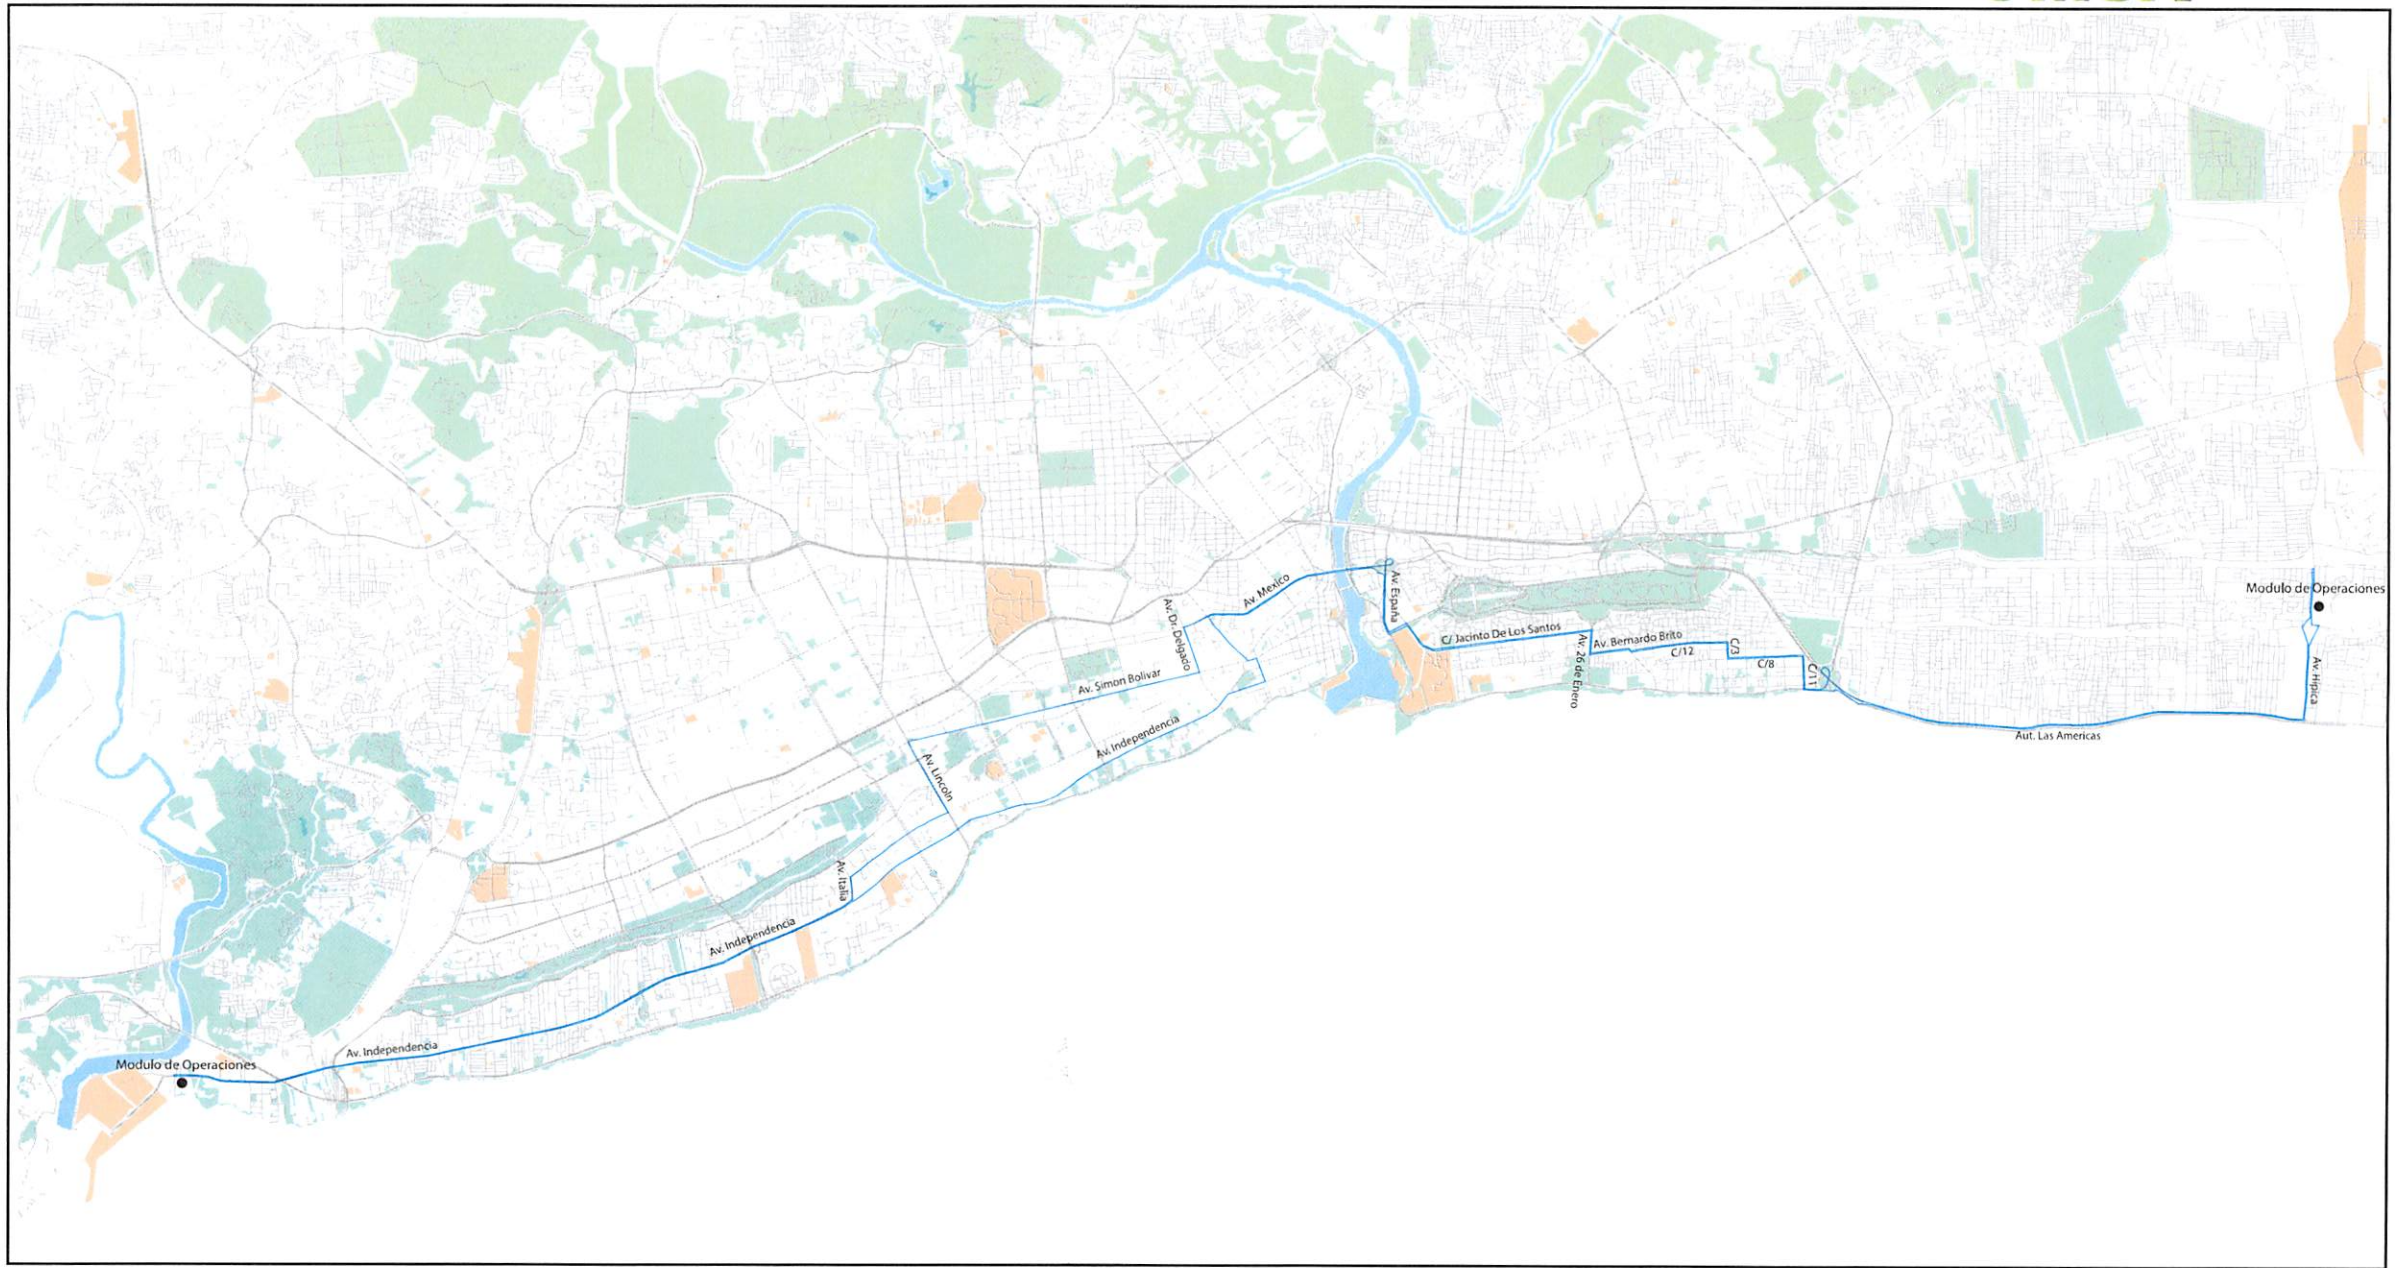 Av. Mexico
Av. España
Modulo de Operaciones
Av. Dr. Delgado
C/ Jacinto De Los Santos
Av. 26 de Enero
Av. Bernardo Brito
C/12
C/3
C/8
C/11
Av. Hipica
Av. Simon Bolivar
Av. Independencia
Aut. Las Americas
Av. Lincoln
Av. Italia
Av. Independencia
Av. Independencia
Modulo de Operaciones